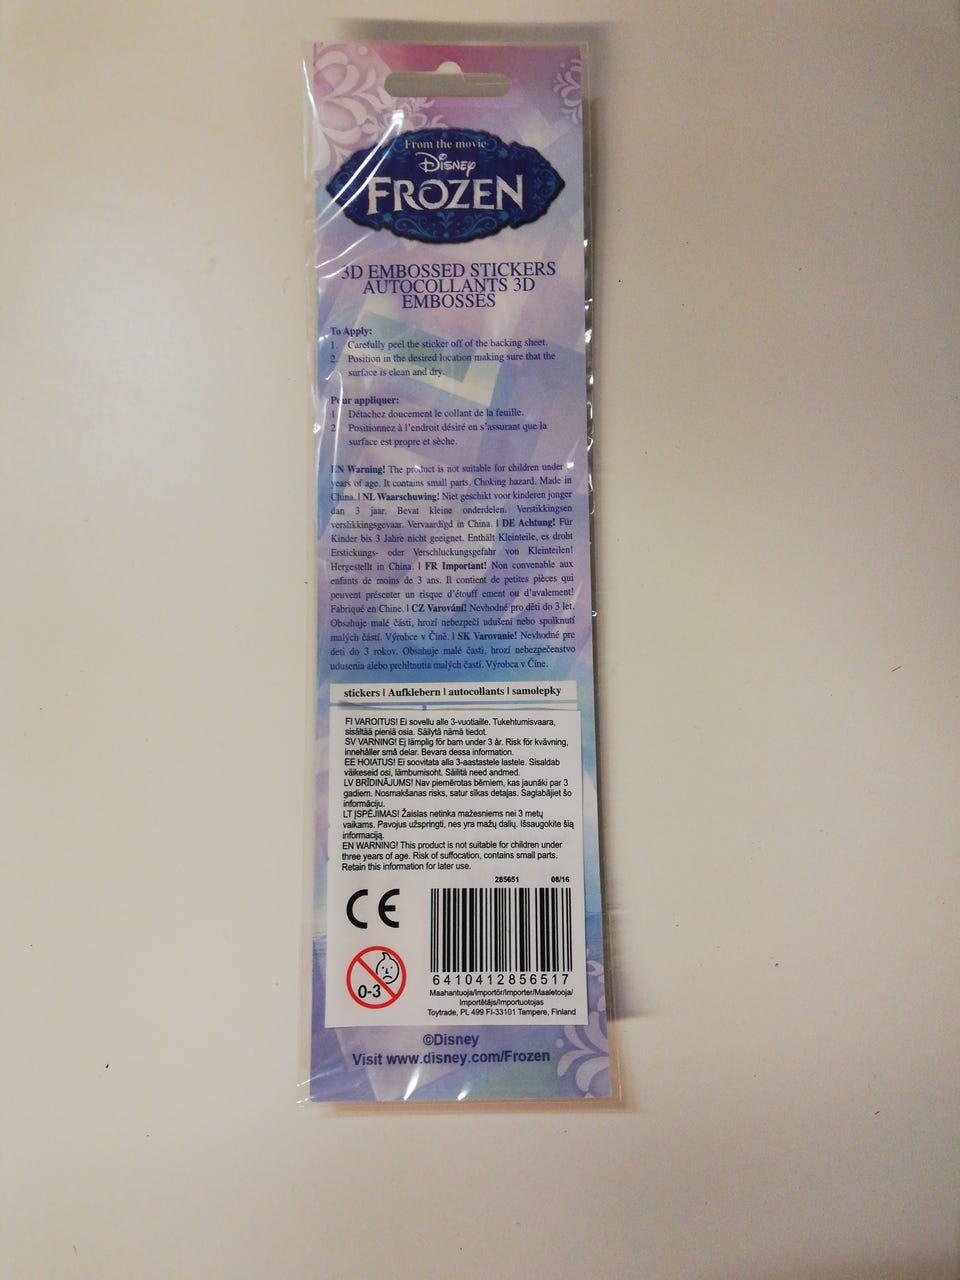 From the movie
Disney
FROZEN
3D EMBOSSED STICKERS
AUTOCOLLANTS 3D
EMBOSSÉS
To Apply:
1. Carefully peel the sticker off of the backing sheet.
2. Position in the desired location making sure that the
surface is clean and dry.
Pour appliquer:
1 Détachez doucement le collant de la feuille.
2 Positionnez à l'endroit désiré en s'assurant que la
surface est propre et sèche.
EN Warning! The product is not suitable for children under
years of age. It contains small parts. Choking hazard. Made in
China. | NL Waarschuwing! Niet geschikt voor kinderen jonger
dan 3 jaar. Bevat kleine onderdelen. Verstikkingsen
verslikkingsgevaar. Vervaardigd in China. | DE Achtung! Für
Kinder bis 3 Jahre nicht geeignet. Enthält Kleinteile, es droht
Erstickungs- oder Verschluckungsgefahr von Kleinteilen!
Hergestellt in China. | FR Important! Non convenable aux
enfants de moins de 3 ans. Il contient de petites pièces qui
peuvent présenter un risque d'étouff ement ou d'avalement!
Fabriqué en Chine. | CZ Varování! Nevhodné pro děti do 3 let.
Obsahuje malé části, hrozí nebezpečí udušení nebo spolknutí
malých částí. Výrobce v Číně. | SK Varovanie! Nevhodné pre
deti do 3 rokov. Obsahuje malé časti, hrozí nebezpečenstvo
udusenia alebo prehltnutia malých častí. Výrobca v Číne.
stickers | Aufklebern | autocollants | samolepky
FI VAROITUS! Ei sovellu alle 3-vuotiaille. Tukehtumisvaara,
sisältää pieniä osia. Säilytä nämä tiedot.
SV VARNING! Ej lämplig för barn under 3 år. Risk för kvävning,
innehåller små delar. Bevara dessa information.
EE HOIATUS! Ei soovitata alla 3-aastastele lastele. Sisaldab
väikeseid osi, lämbumisoht. Säilitä need andmed.
LV BRĪDINĀJUMS! Nav piemērotas bērniem, kas jaunāki par 3
gadiem. Nosmakšanas risks, satur sīkas detaļas. Saglabājiet šo
informāciju.
LT ĮSPĖJIMAS! Žaislas netinka mažesniems nei 3 metų
vaikams. Pavojus užspringti, nes yra mažų dalių. Išsaugokite šią
informaciją.
EN WARNING! This product is not suitable for children under
three years of age. Risk of suffocation, contains small parts.
Retain this information for later use.
285651 08/16
CE
0-3
6410412856517
Maahantuoja/Importör/Importer/Maaletooja/
Importētājs/Importuotojas
Toytrade, PL 499 FI-33101 Tampere, Finland
©Disney
Visit www.disney.com/Frozen